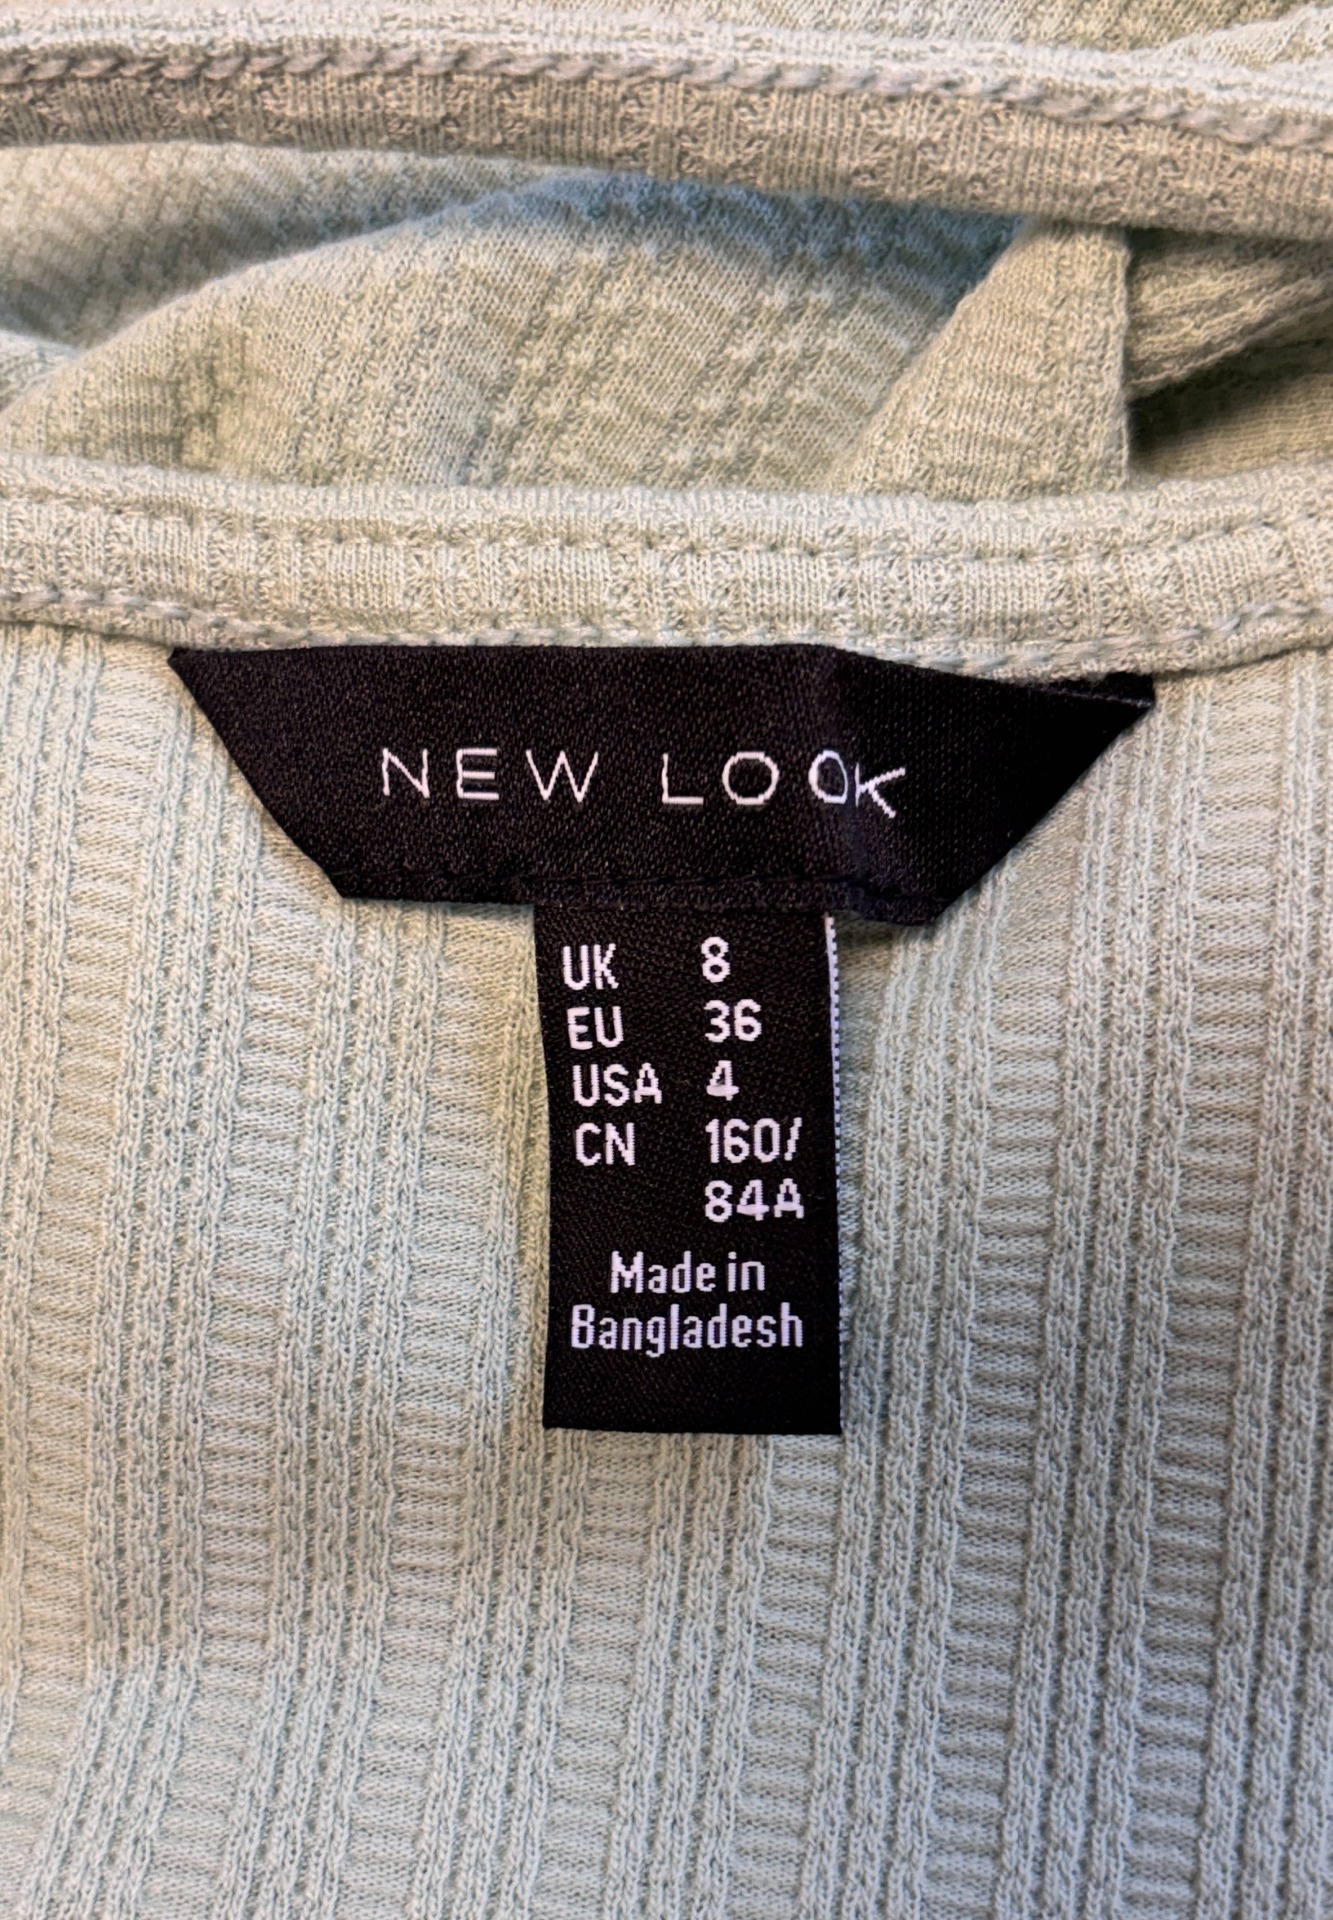 NEW LOOK
UK 8
EU 36
USA 4
CN 160/
84A
Made in
Bangladesh